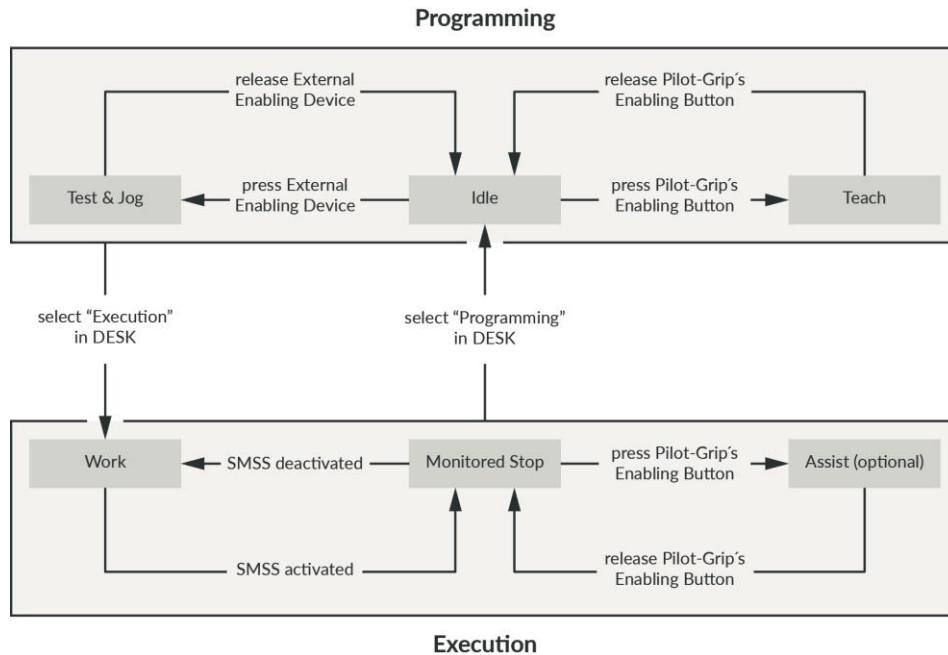 Programming
release External
Enabling Device
release Pilot-Grip´s
Enabling Button
Test & Jog
press External
Enabling Device
Idle
press Pilot-Grip´s
Enabling Button
Teach
select “Execution”
in DESK
select “Programming”
in DESK
Work
SMSS deactivated
Monitored Stop
press Pilot-Grip´s
Enabling Button
Assist (optional)
SMSS activated
release Pilot-Grip´s
Enabling Button
Execution